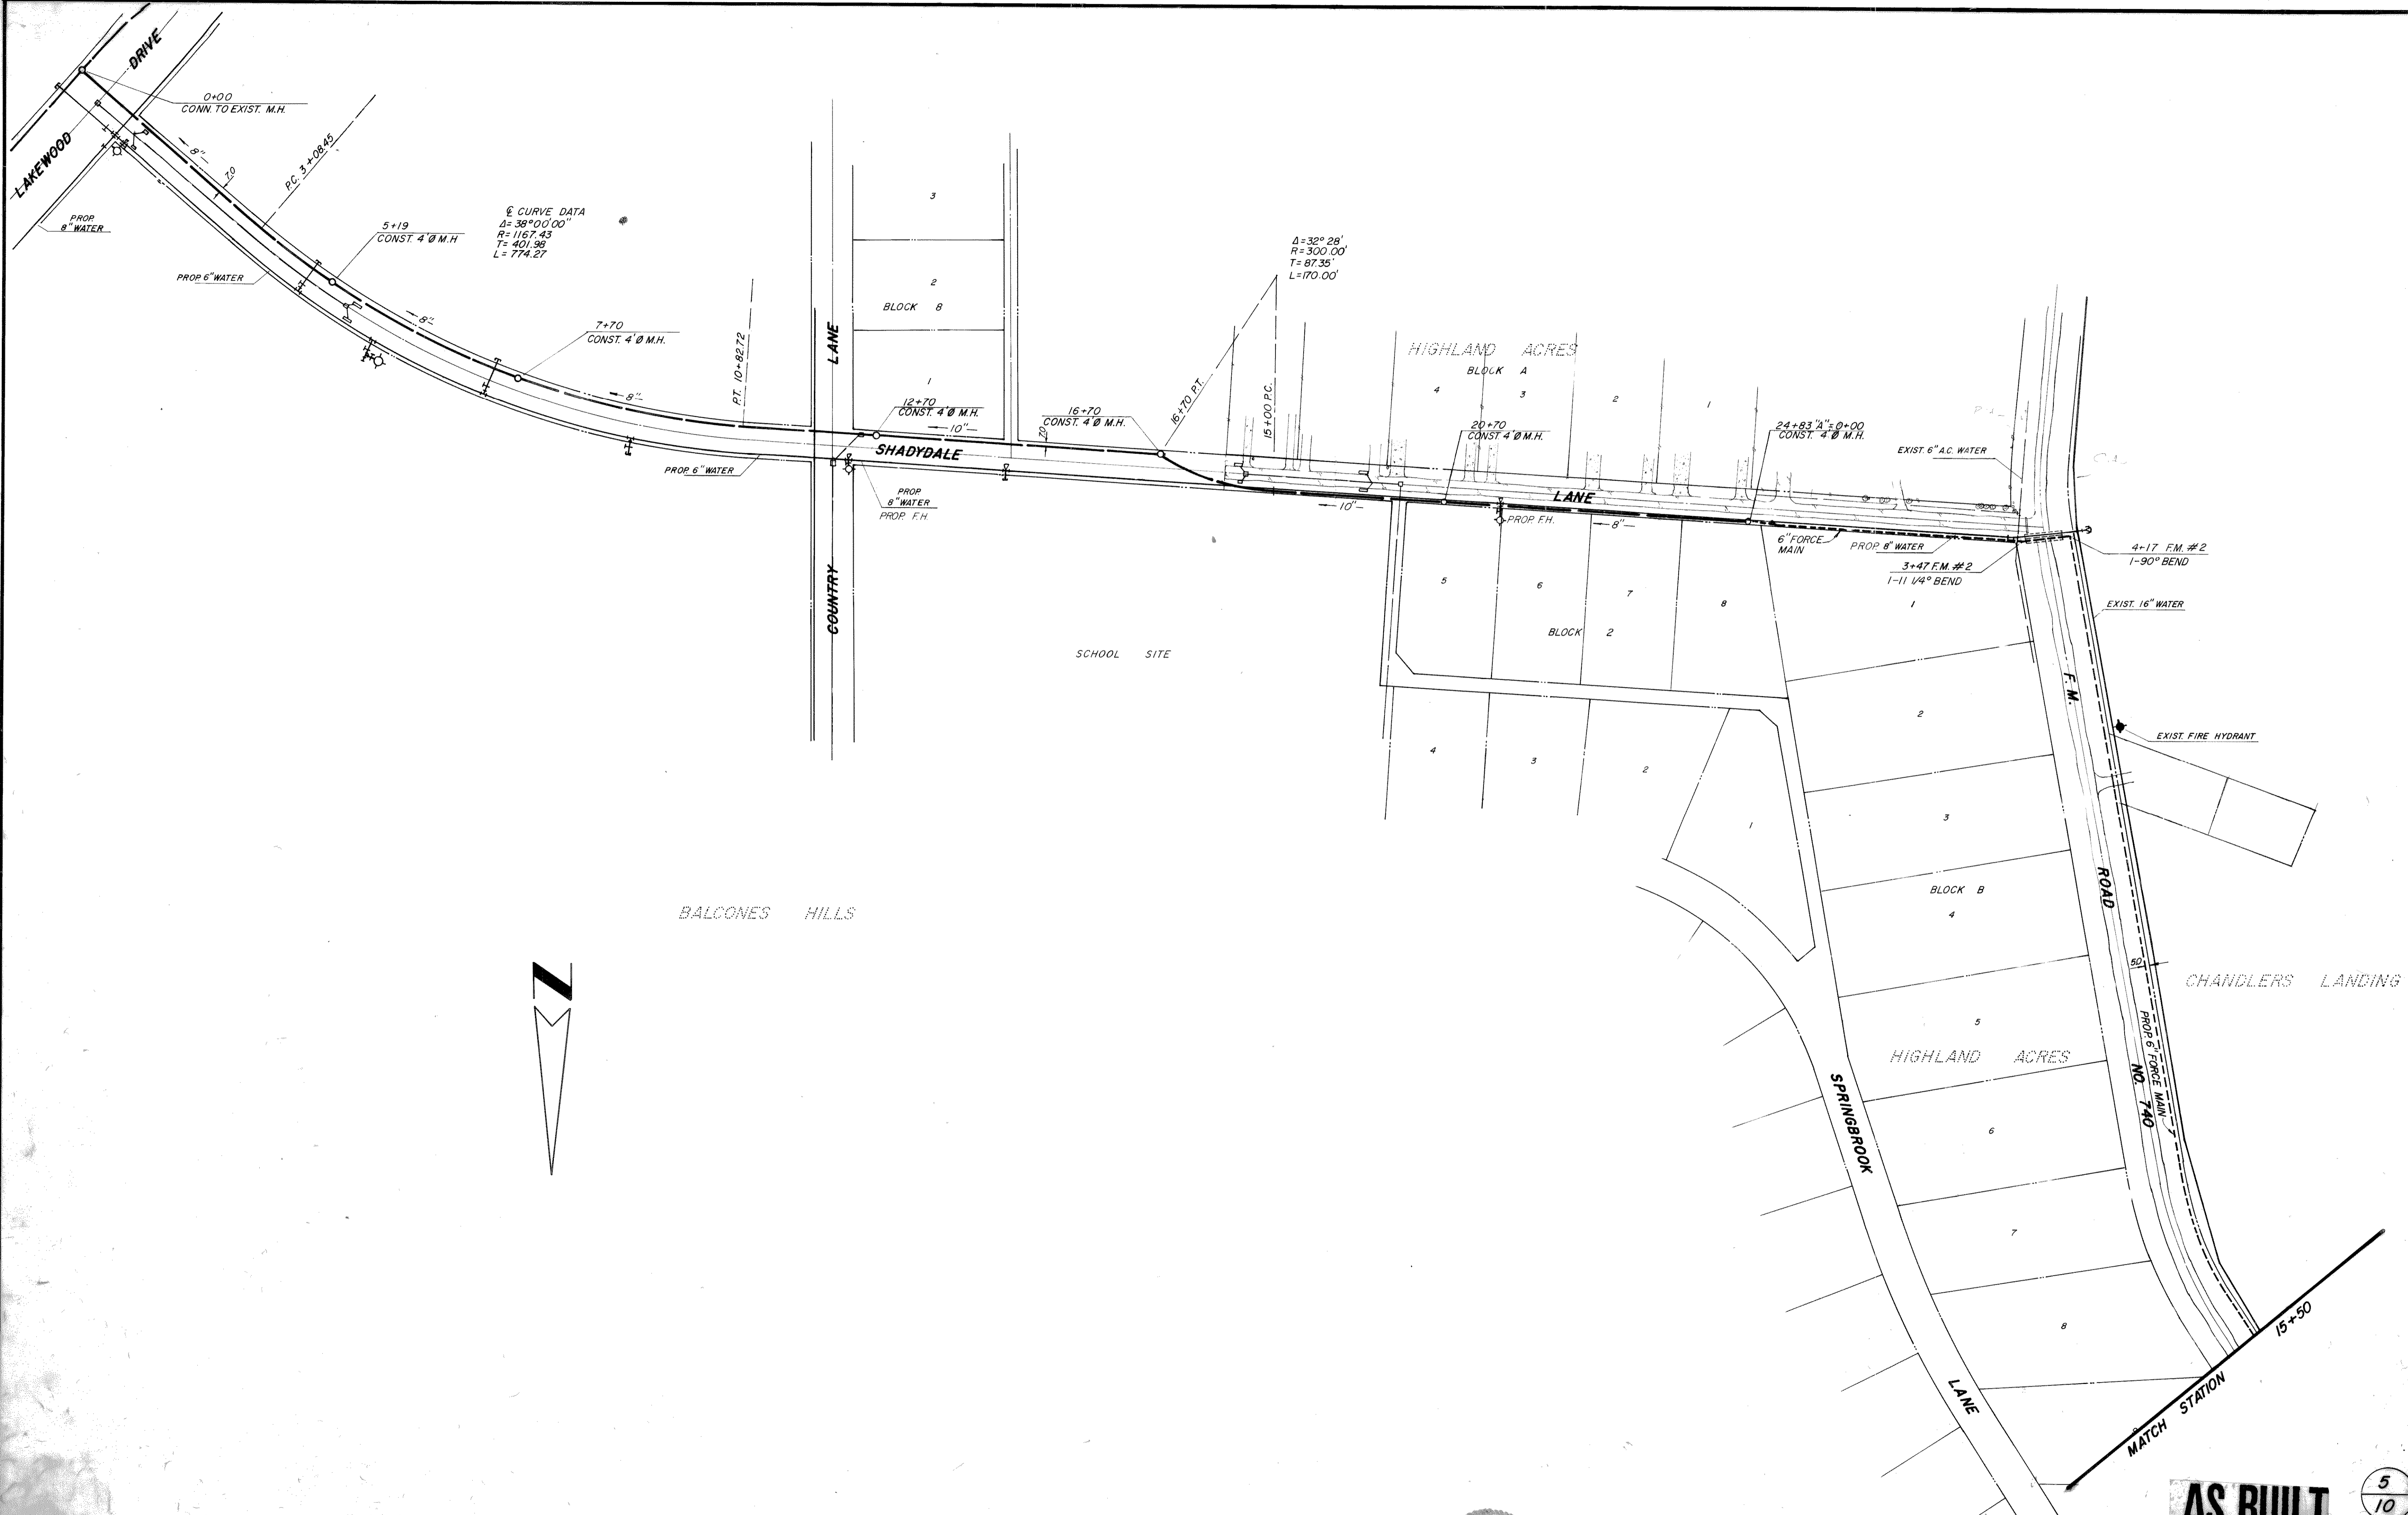 LAKEWOOD DRIVE
0+00
CONN. TO EXIST. M.H.
8"
7.0
P.C. 3+08.45
PROP.
8" WATER
PROP. 6" WATER
5+19
CONST. 4' Ø M.H.
℄ CURVE DATA
Δ= 38°00'00"
R= 1167.43
T= 401.98
L= 774.27
8"
7+70
CONST. 4' Ø M.H.
8"
P.T. 10+82.72
PROP. 6" WATER
COUNTRY LANE
3
2
BLOCK 8
1
12+70
CONST. 4' Ø M.H.
10"
SHADYDALE LANE
PROP.
8" WATER
PROP. F.H.
7.0
16+70
CONST. 4' Ø M.H.
16+70 P.T.
Δ=32° 28'
R=300.00'
T=87.35'
L=170.00'
15+00 P.C.
10"
HIGHLAND ACRES
BLOCK A
4
3
2
1
20+70
CONST. 4' Ø M.H.
PROP. F.H.
8"
24+83 "A"= 0+00
CONST. 4' Ø M.H.
EXIST. 6" A.C. WATER
6" FORCE
MAIN
PROP. 8" WATER
3+47 F.M. #2
1-11 1/4° BEND
4+17 F.M. #2
1-90° BEND
EXIST. 16" WATER
5
6
7
8
BLOCK 2
4
3
2
1
SCHOOL SITE
BALCONES HILLS
N
1
2
3
BLOCK B
4
5
HIGHLAND ACRES
6
7
8
F. M. ROAD NO. 740
EXIST. FIRE HYDRANT
5.0
PROP. 6" FORCE MAIN
CHANDLERS LANDING
SPRINGBROOK LANE
MATCH STATION 15+50
AS BUILT
5
10